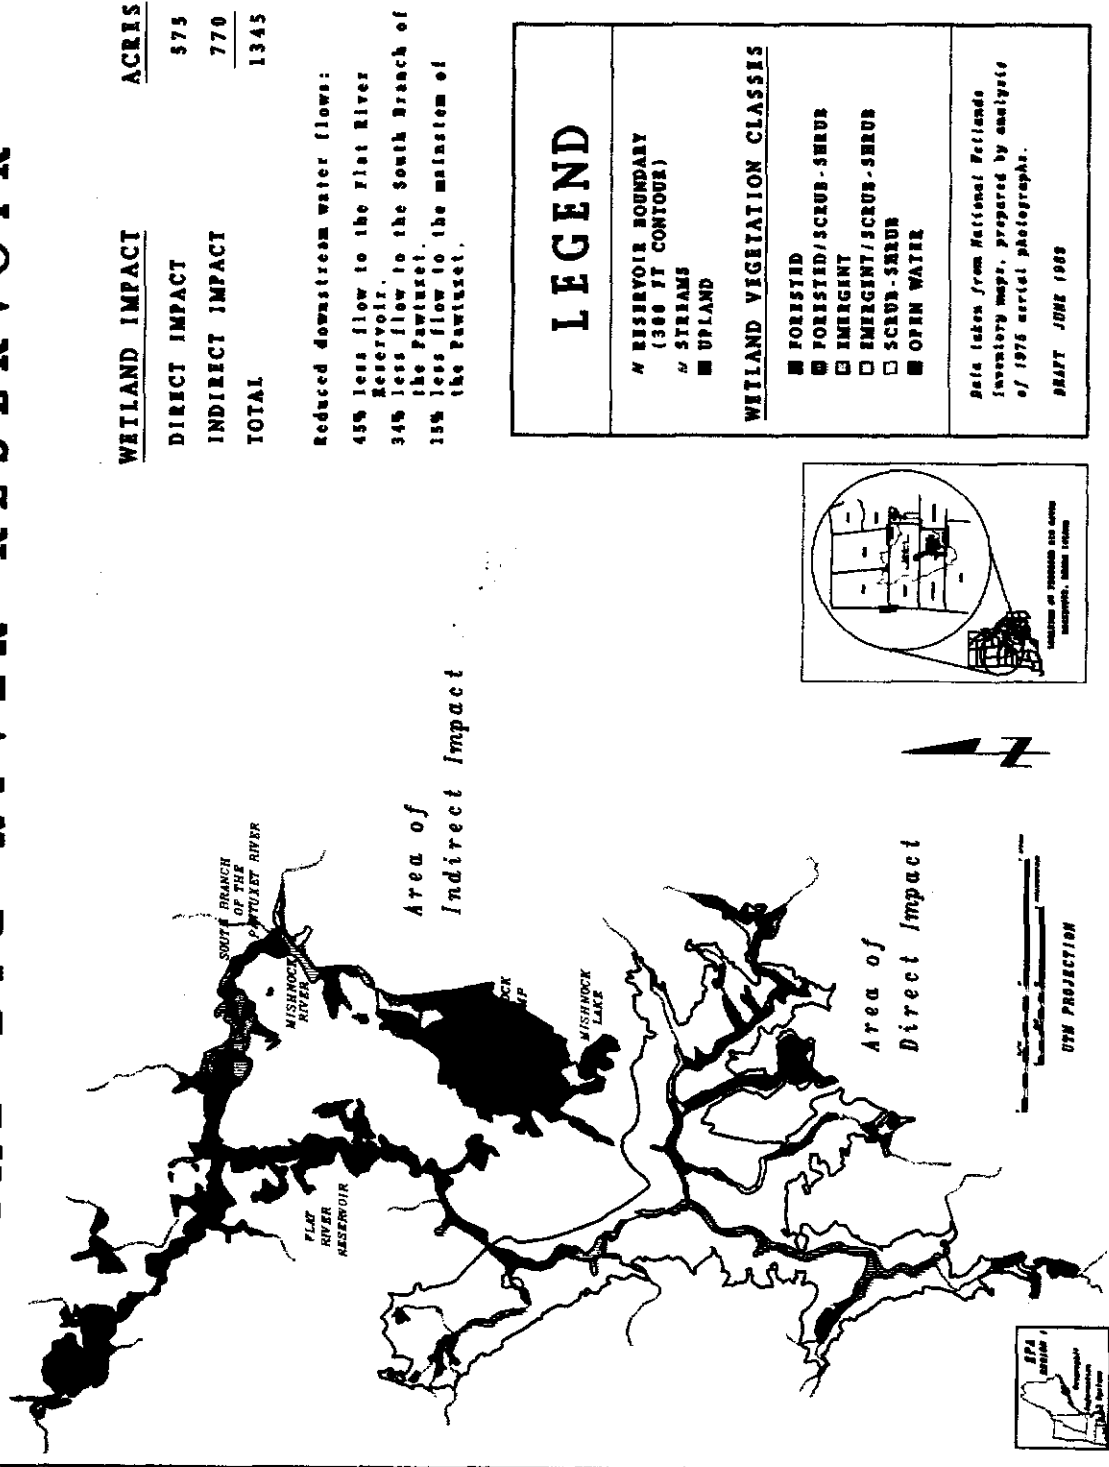 RIVER RESERVOIR
WETLAND IMPACT ACRES
DIRECT IMPACT 575
INDIRECT IMPACT 770
TOTAL 1345
Reduced downstream water flows:
45% less flow to the Flat River
Reservoir.
34% less flow to the South Branch of
the Pawtuxet.
15% less flow to the mainstem of
the Pawtuxet.
LEGEND
RESERVOIR BOUNDARY
(300 FT CONTOUR)
STREAMS
UPLAND
WETLAND VEGETATION CLASSES
FORESTED
FORESTED/SCRUB-SHRUB
EMERGENT
EMERGENT/SCRUB-SHRUB
SCRUB-SHRUB
OPEN WATER
Data taken from National Wetlands
Inventory maps, prepared by analysis
of 1975 aerial photographs.
DRAFT JUNE 1988
SOUTH BRANCH
OF THE
PAWTUXET RIVER
MISHNOCK
RIVER
FLAT
RIVER
RESERVOIR
MISHNOCK
LAKE
Area of
Indirect Impact
Area of
Direct Impact
N
UTM PROJECTION
EPA
REGION I